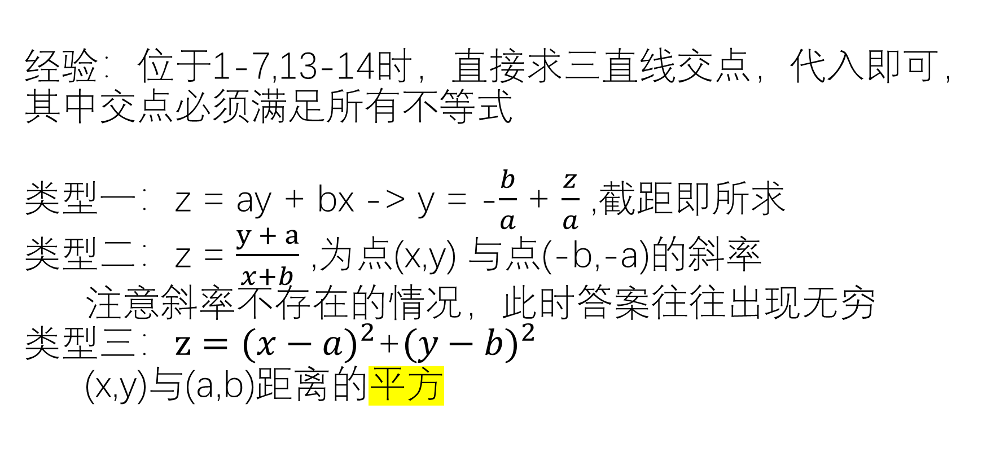 经验：位于1-7,13-14时，直接求三直线交点，代入即可，
其中交点必须满足所有不等式
类型一：z = ay + bx -> y = -\frac{b}{a} + \frac{z}{a} ,截距即所求
类型二：z = \frac{y + a}{x+b} ,为点(x,y) 与点(-b,-a)的斜率
注意斜率不存在的情况，此时答案往往出现无穷
类型三：z = (x − a)²+(y − b)²
(x,y)与(a,b)距离的平方